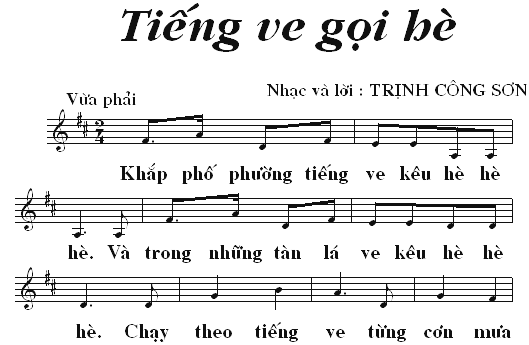 Tiếng ve gọi hè
Nhạc và lời : TRỊNH CÔNG SƠN
Vừa phải
2
4
Khắp phố phường tiếng ve kêu hè hè
hè. Và trong những tàn lá ve kêu hè hè
hè. Chạy theo tiếng ve từng cơn mưa